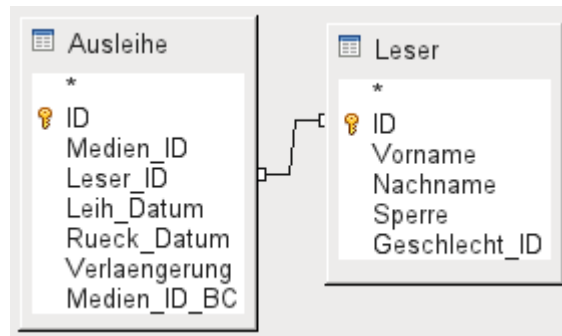 Ausleihe
*
ID
Medien_ID
Leser_ID
Leih_Datum
Rueck_Datum
Verlaengerung
Medien_ID_BC
Leser
*
ID
Vorname
Nachname
Sperre
Geschlecht_ID